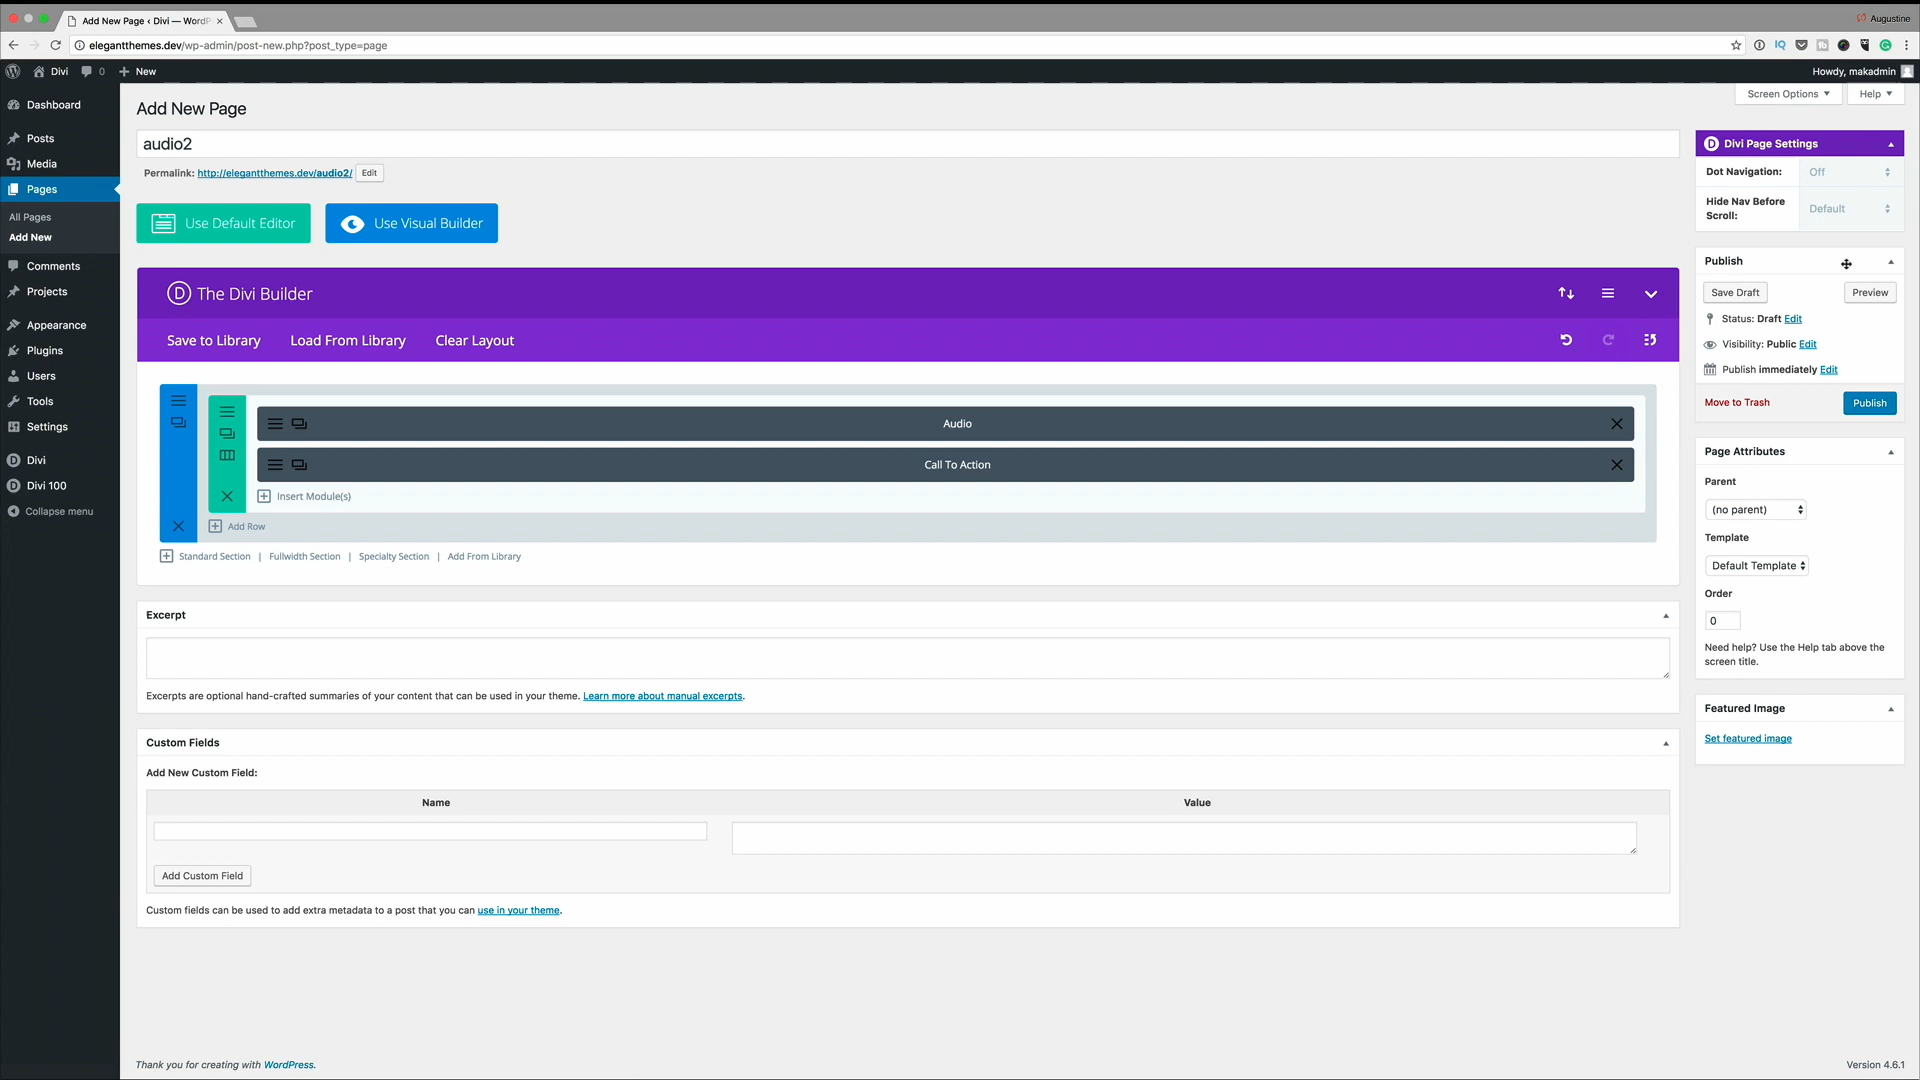 Add New Page ‹ Divi — WordP
Augustine
elegantthemes.dev/wp-admin/post-new.php?post_type=page
Divi
0
New
Howdy, makadmin
Dashboard
Posts
Media
Pages
All Pages
Add New
Comments
Projects
Appearance
Plugins
Users
Tools
Settings
Divi
Divi 100
Collapse menu
Screen Options
Help
Add New Page
audio2
Permalink: http://elegantthemes.dev/audio2/ Edit
Use Default Editor
Use Visual Builder
The Divi Builder
Save to Library
Load From Library
Clear Layout
Audio
Call To Action
Insert Module(s)
Add Row
Standard Section | Fullwidth Section | Specialty Section | Add From Library
Excerpt
Excerpts are optional hand-crafted summaries of your content that can be used in your theme. Learn more about manual excerpts.
Custom Fields
Add New Custom Field:
Name
Value
Add Custom Field
Custom fields can be used to add extra metadata to a post that you can use in your theme.
Divi Page Settings
Dot Navigation:
Off
Hide Nav Before
Scroll:
Default
Publish
Save Draft
Preview
Status: Draft Edit
Visibility: Public Edit
Publish immediately Edit
Move to Trash
Publish
Page Attributes
Parent
(no parent)
Template
Default Template
Order
0
Need help? Use the Help tab above the
screen title.
Featured Image
Set featured image
Thank you for creating with WordPress.
Version 4.6.1